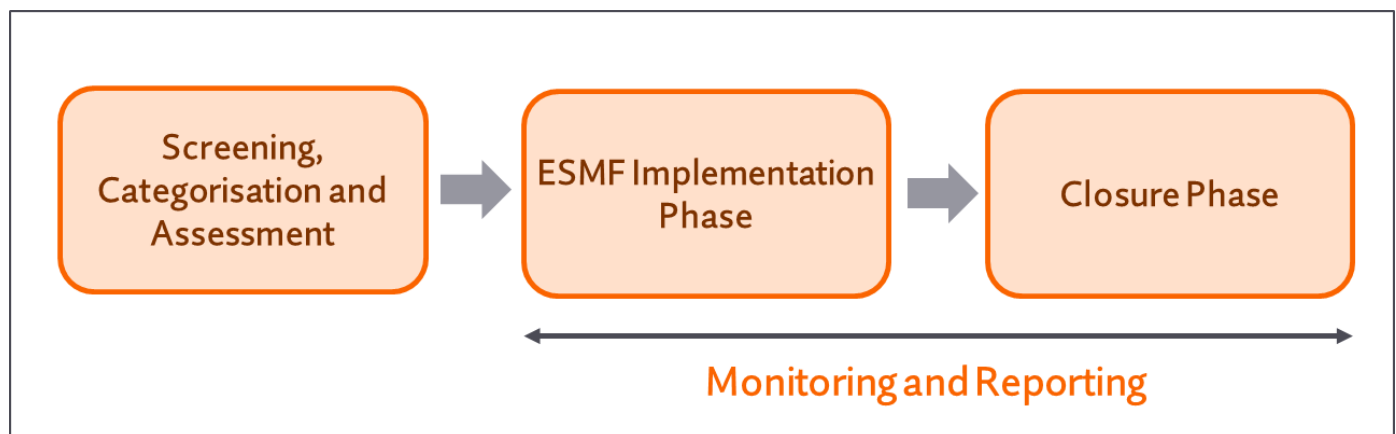 Screening,
Categorisation and
Assessment
ESMF Implementation
Phase
Closure Phase
Monitoring and Reporting